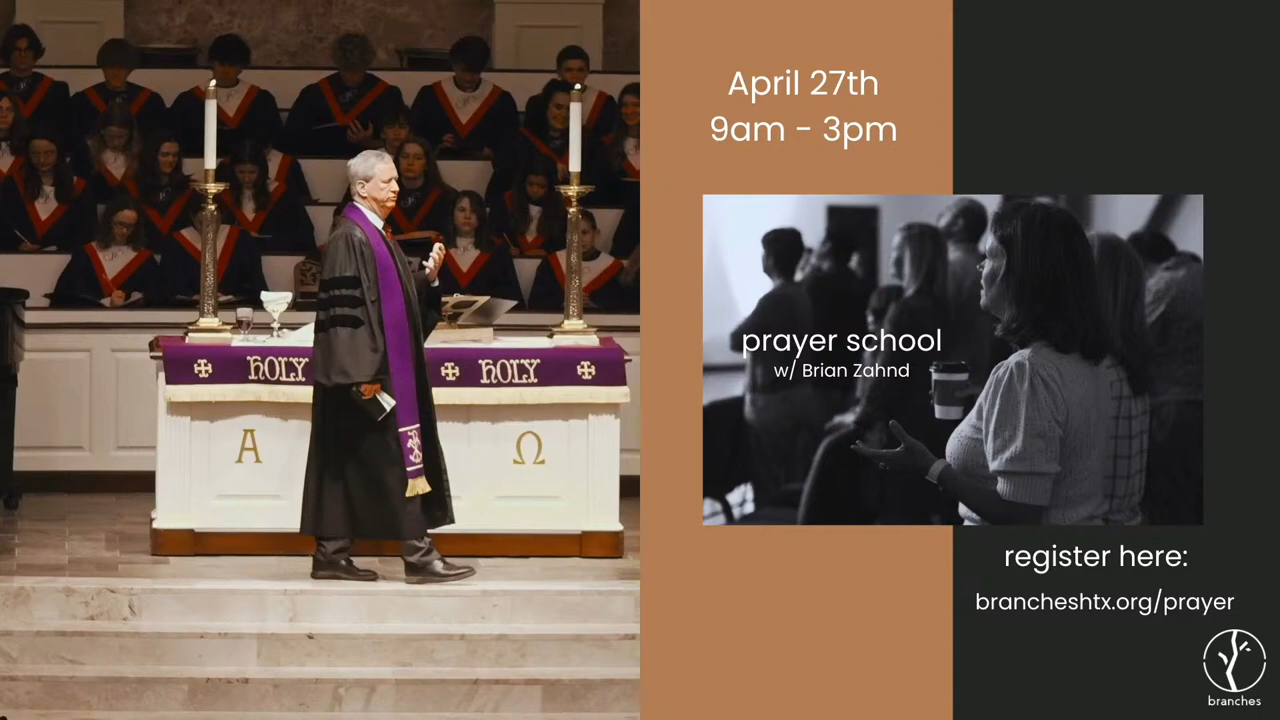 HOLY
HOLY
Α
Ω
April 27th
9am - 3pm
prayer school
w/ Brian Zahnd
register here:
brancheshtx.org/prayer
branches